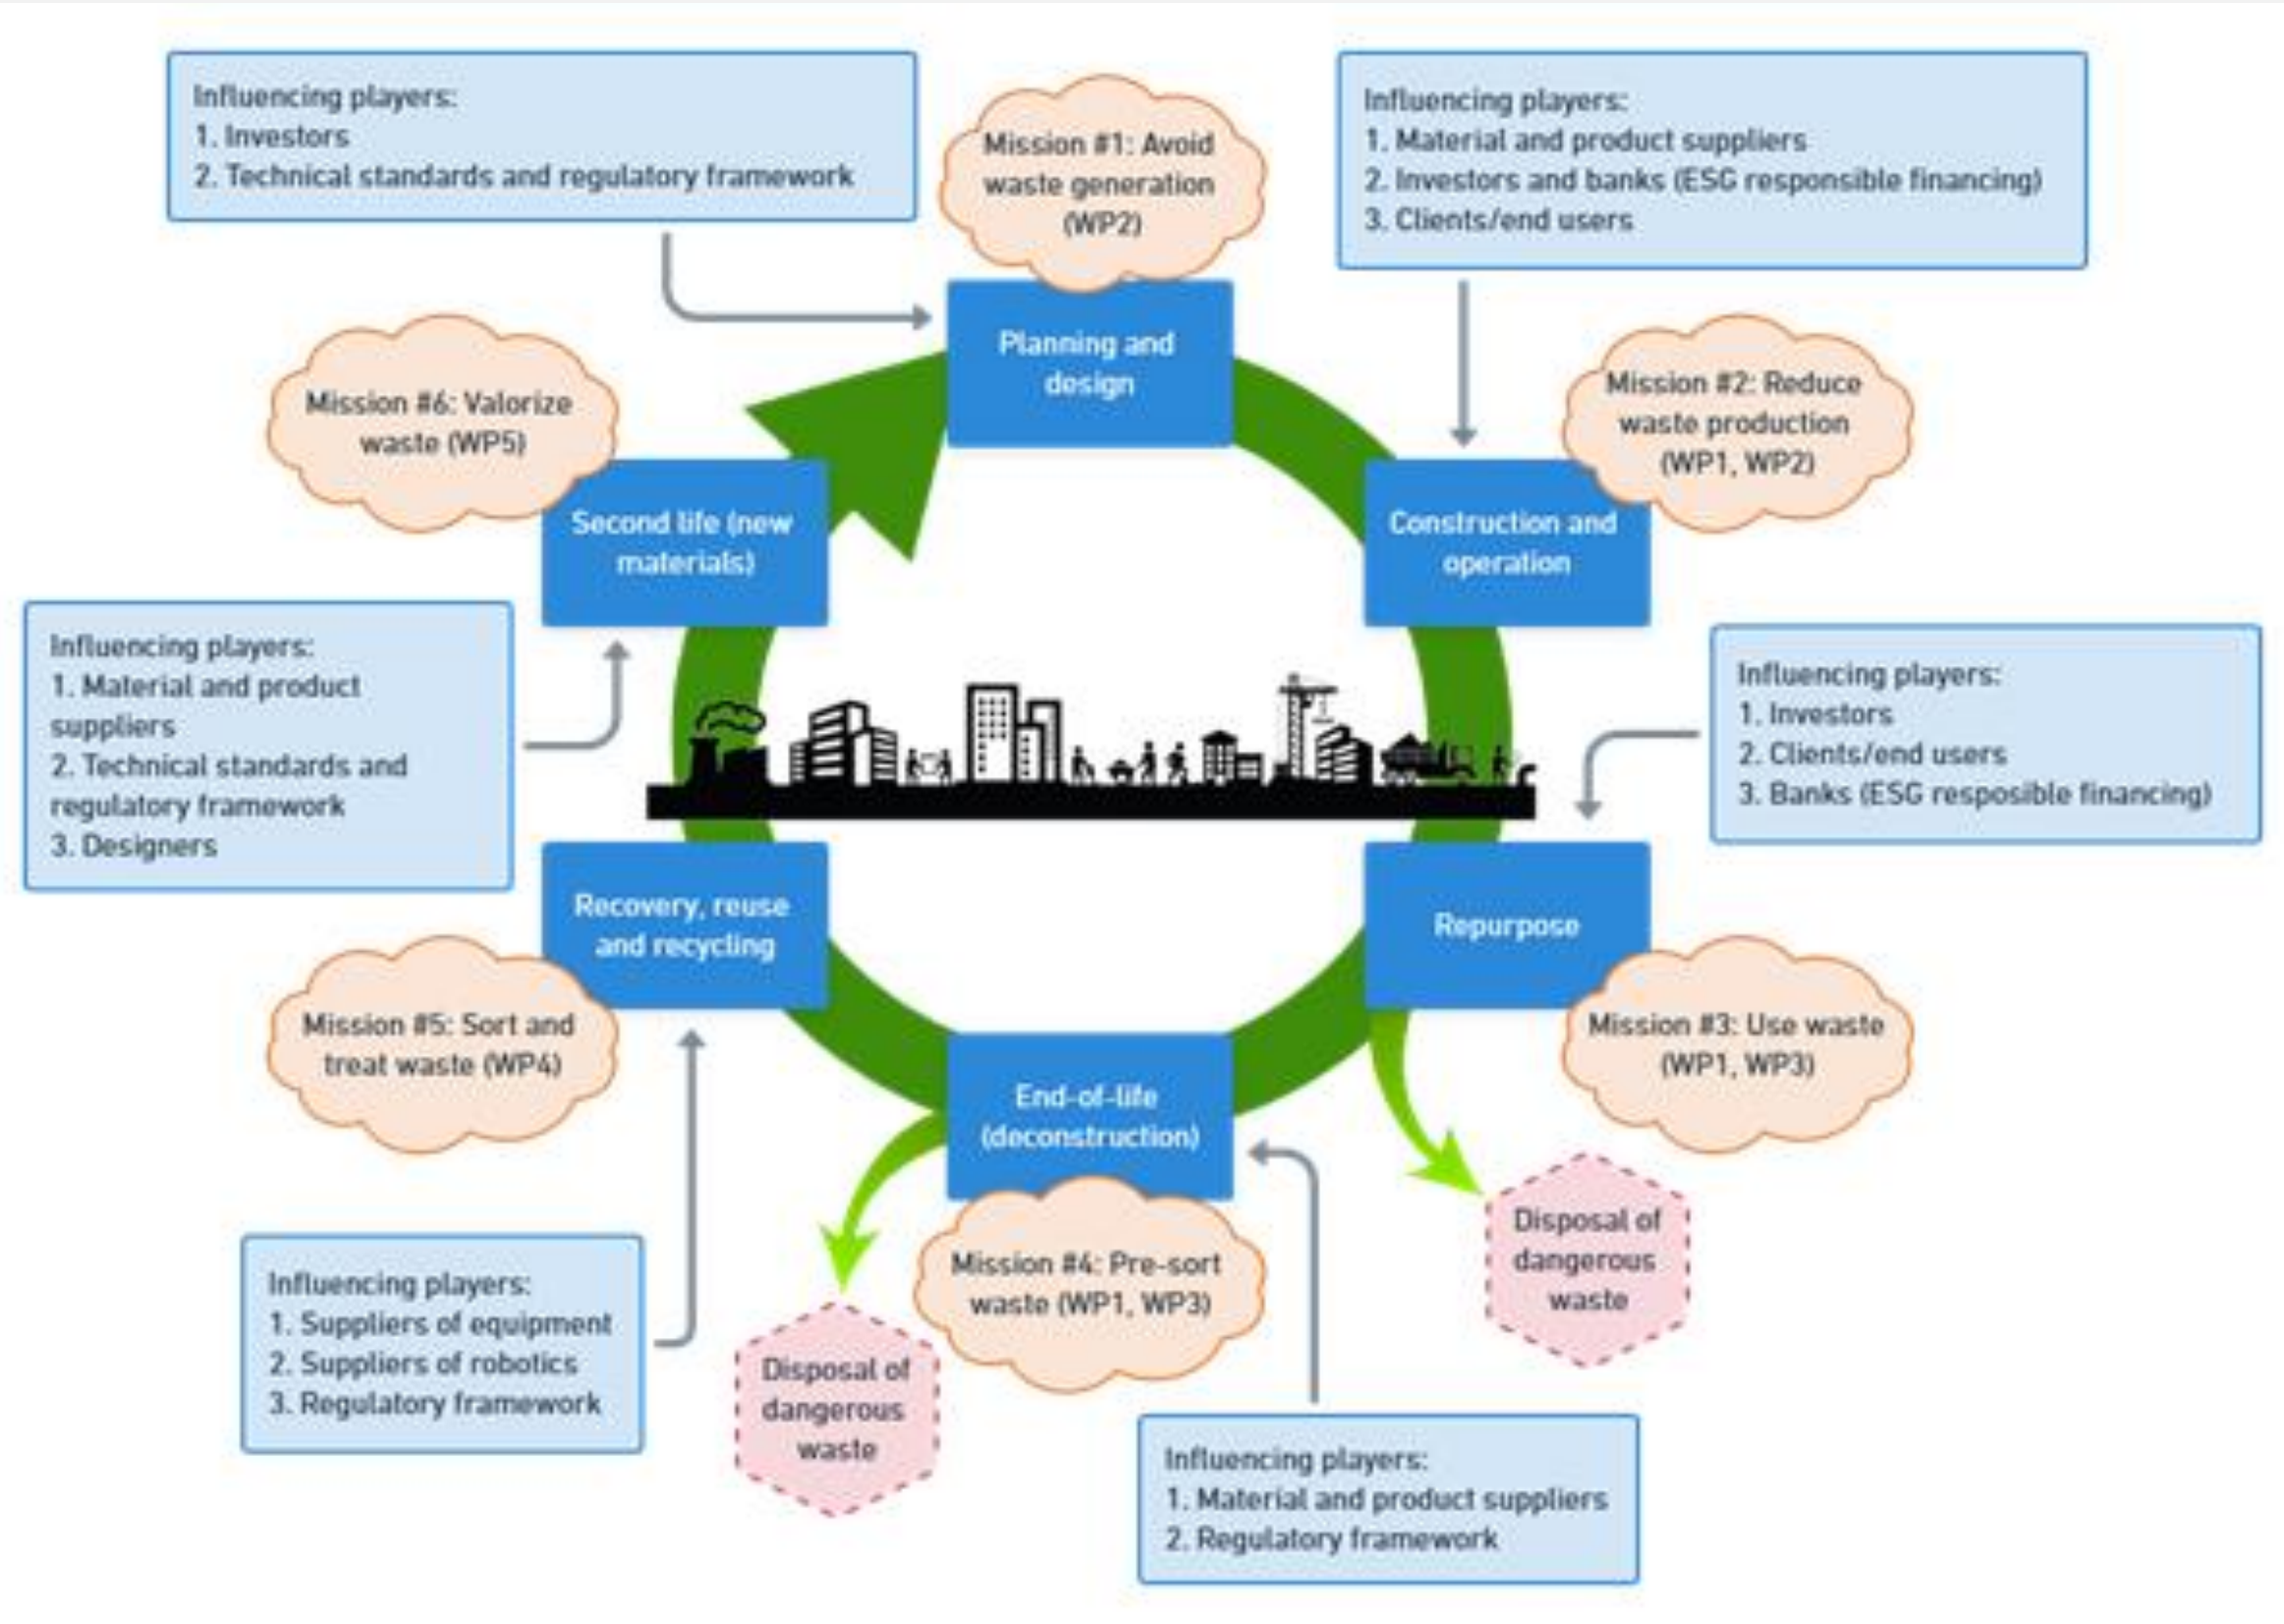 Influencing players:
1. Investors
2. Technical standards and regulatory framework
Mission #1: Avoid
waste generation
(WP2)
Influencing players:
1. Material and product suppliers
2. Investors and banks (ESG responsible financing)
3. Clients/end users
Planning and
design
Mission #6: Valorize
waste (WP5)
Mission #2: Reduce
waste production
(WP1, WP2)
Second life (new
materials)
Construction and
operation
Influencing players:
1. Material and product
suppliers
2. Technical standards and
regulatory framework
3. Designers
Influencing players:
1. Investors
2. Clients/end users
3. Banks (ESG resposible financing)
Recovery, reuse
and recycling
Repurpose
Mission #5: Sort and
treat waste (WP4)
Mission #3: Use waste
(WP1, WP3)
End-of-life
(deconstruction)
Mission #4: Pre-sort
waste (WP1, WP3)
Disposal of
dangerous
waste
Influencing players:
1. Suppliers of equipment
2. Suppliers of robotics
3. Regulatory framework
Disposal of
dangerous
waste
Influencing players:
1. Material and product suppliers
2. Regulatory framework